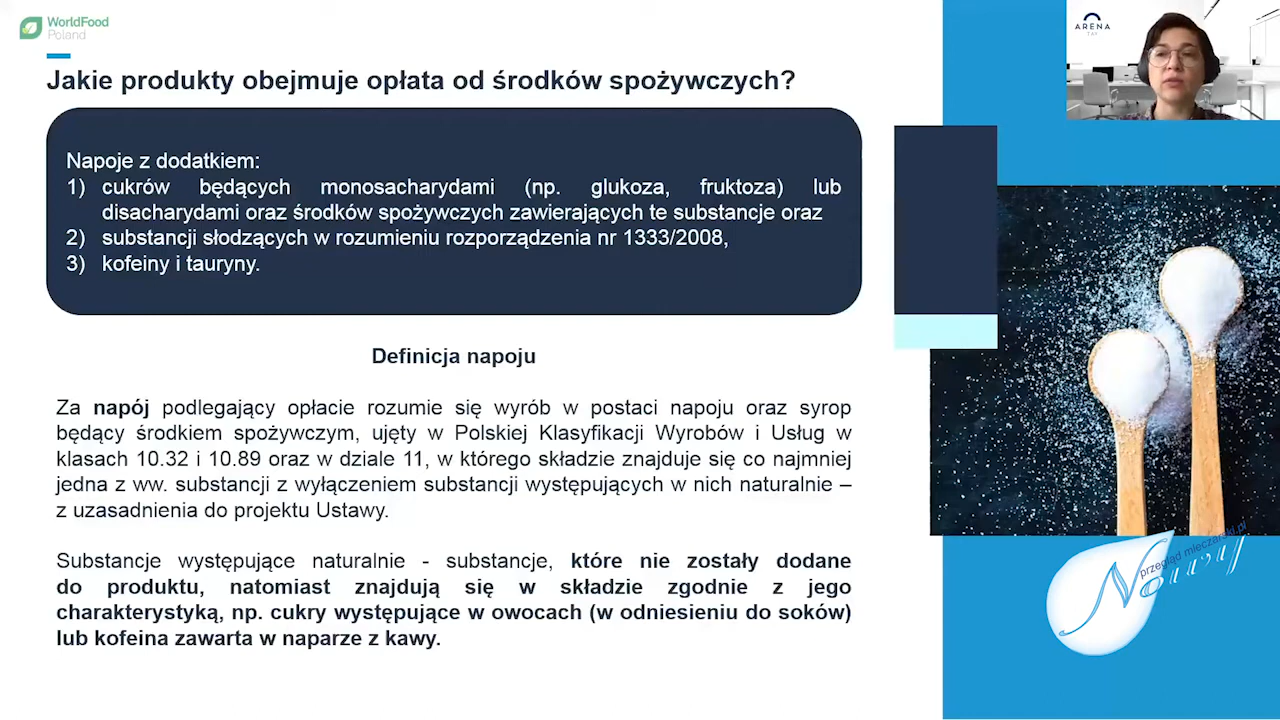 WorldFood
Poland
ARENA
TAX
Jakie produkty obejmuje opłata od środków spożywczych?
Napoje z dodatkiem:
1) cukrów będących monosacharydami (np. glukoza, fruktoza) lub
disacharydami oraz środków spożywczych zawierających te substancje oraz
2) substancji słodzących w rozumieniu rozporządzenia nr 1333/2008,
3) kofeiny i tauryny.
Definicja napoju
Za napój podlegający opłacie rozumie się wyrób w postaci napoju oraz syrop
będący środkiem spożywczym, ujęty w Polskiej Klasyfikacji Wyrobów i Usług w
klasach 10.32 i 10.89 oraz w dziale 11, w którego składzie znajduje się co najmniej
jedna z ww. substancji z wyłączeniem substancji występujących w nich naturalnie –
z uzasadnienia do projektu Ustawy.
Substancje występujące naturalnie - substancje, które nie zostały dodane
do produktu, natomiast znajdują się w składzie zgodnie z jego
charakterystyką, np. cukry występujące w owocach (w odniesieniu do soków)
lub kofeina zawarta w naparze z kawy.
przegląd mleczarski.pl
Nowy